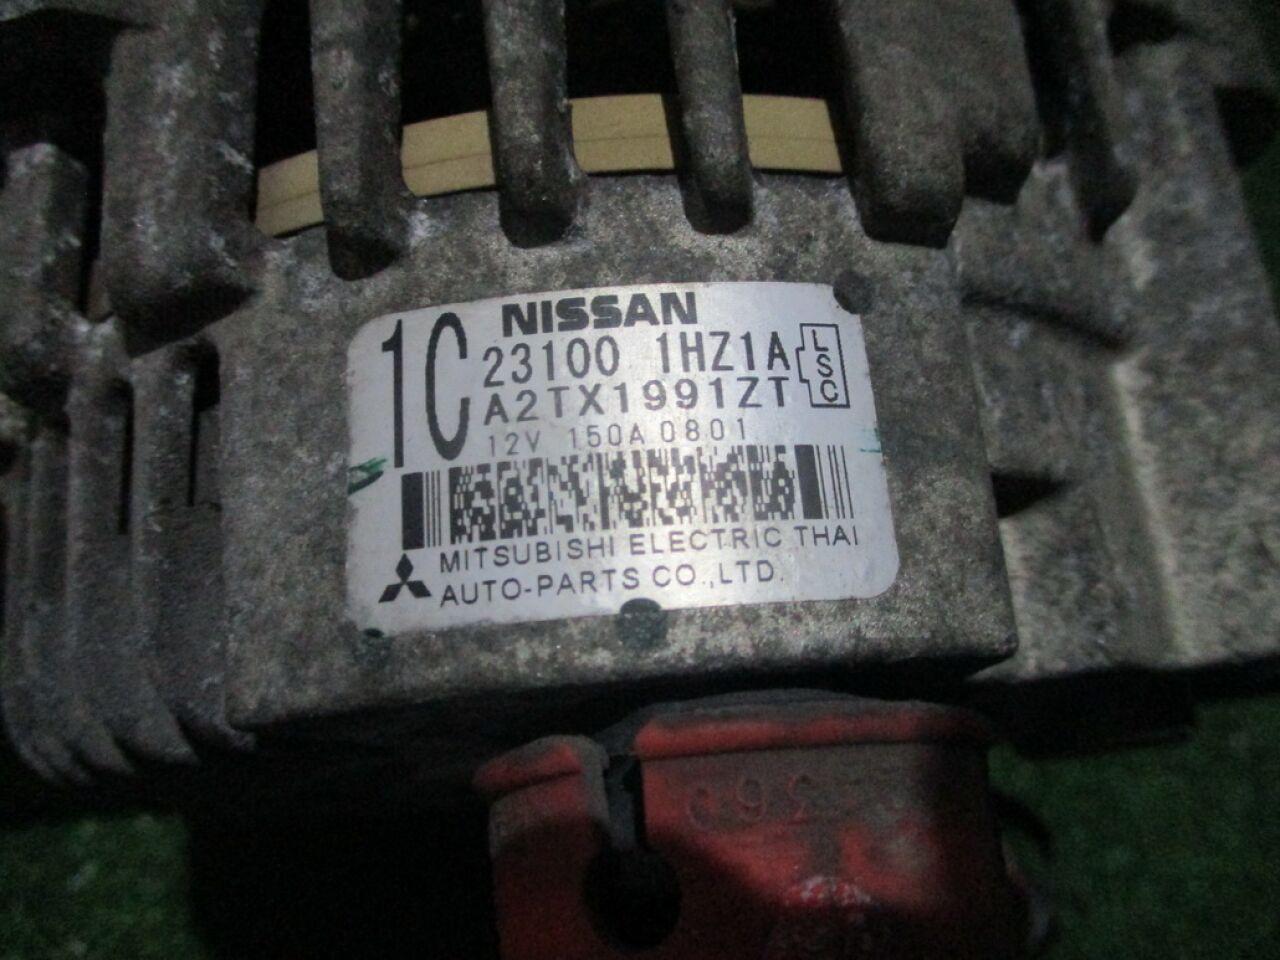 NISSAN
1C
23100 1HZ1A
LSC
A2TX1991ZT
12V 150A 0801
MITSUBISHI ELECTRIC THAI
AUTO-PARTS CO.,LTD.